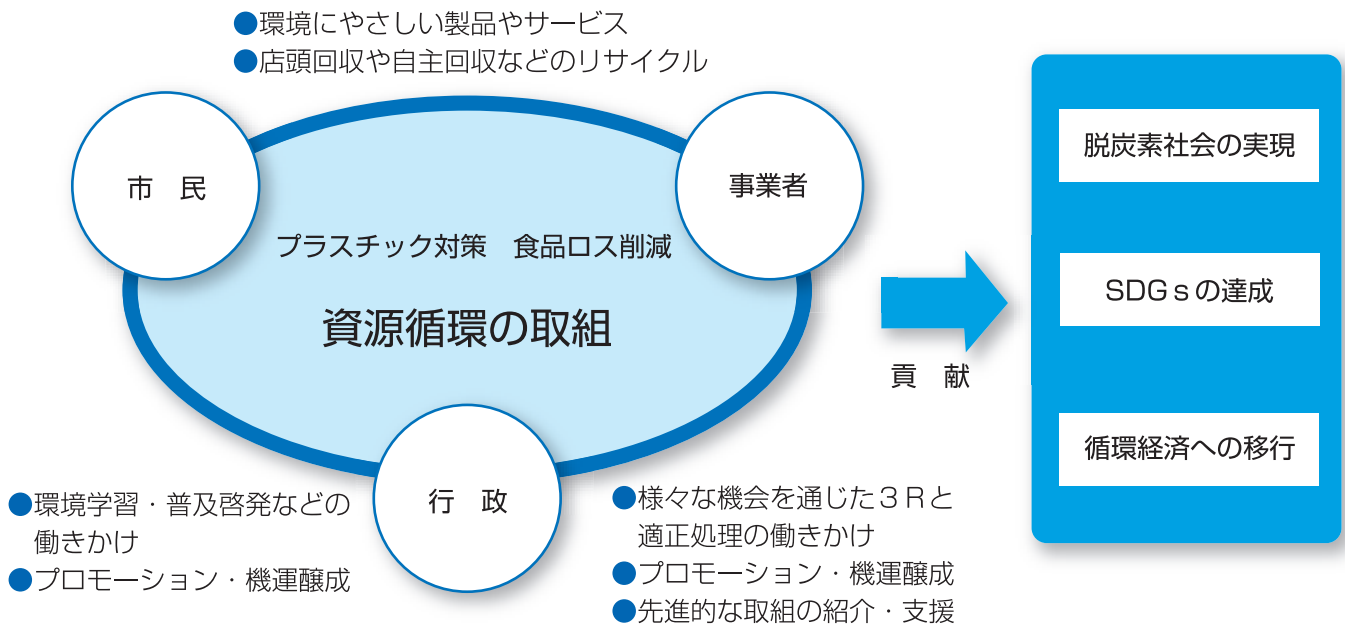 ●環境にやさしい製品やサービス
●店頭回収や自主回収などのリサイクル
市　民
事業者
プラスチック対策　食品ロス削減
資源循環の取組
行　政
●環境学習・普及啓発などの
働きかけ
●プロモーション・機運醸成
●様々な機会を通じた３Ｒと
適正処理の働きかけ
●プロモーション・機運醸成
●先進的な取組の紹介・支援
貢　献
脱炭素社会の実現
SDGｓの達成
循環経済への移行